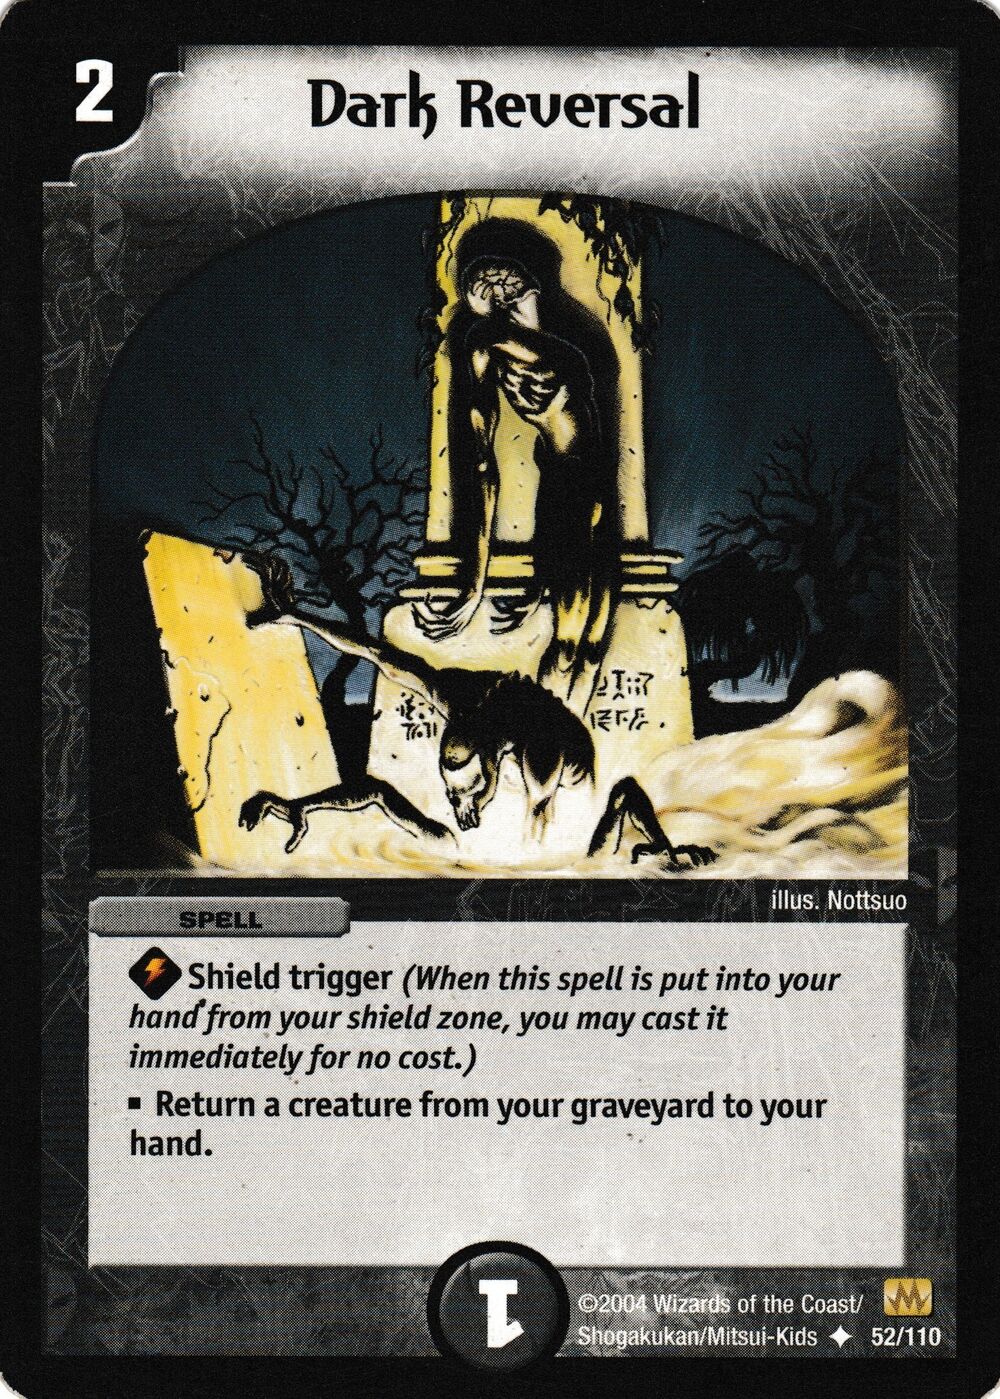 2
Dark Reversal
illus. Nottsuo
SPELL
Shield trigger (When this spell is put into your
hand from your shield zone, you may cast it
immediately for no cost.)
▪ Return a creature from your graveyard to your
hand.
1
©2004 Wizards of the Coast/
Shogakukan/Mitsui-Kids ✦ 52/110